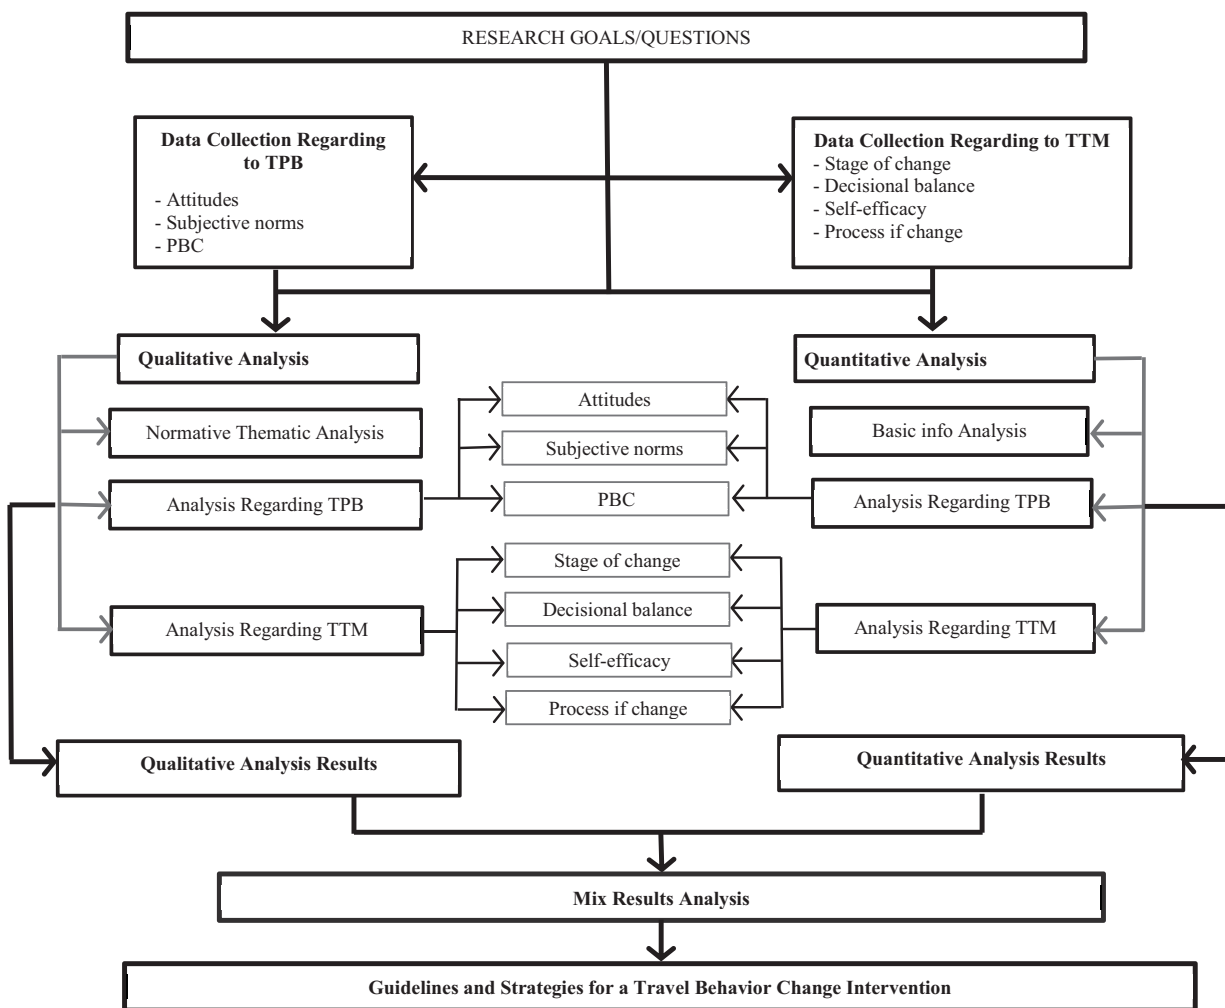 RESEARCH GOALS/QUESTIONS
Data Collection Regarding
to TPB
- Attitudes
- Subjective norms
- PBC
Data Collection Regarding to TTM
- Stage of change
- Decisional balance
- Self-efficacy
- Process if change
Qualitative Analysis
Quantitative Analysis
Attitudes
Normative Thematic Analysis
Basic info Analysis
Subjective norms
Analysis Regarding TPB
PBC
Analysis Regarding TPB
Stage of change
Decisional balance
Analysis Regarding TTM
Analysis Regarding TTM
Self-efficacy
Process if change
Qualitative Analysis Results
Quantitative Analysis Results
Mix Results Analysis
Guidelines and Strategies for a Travel Behavior Change Intervention